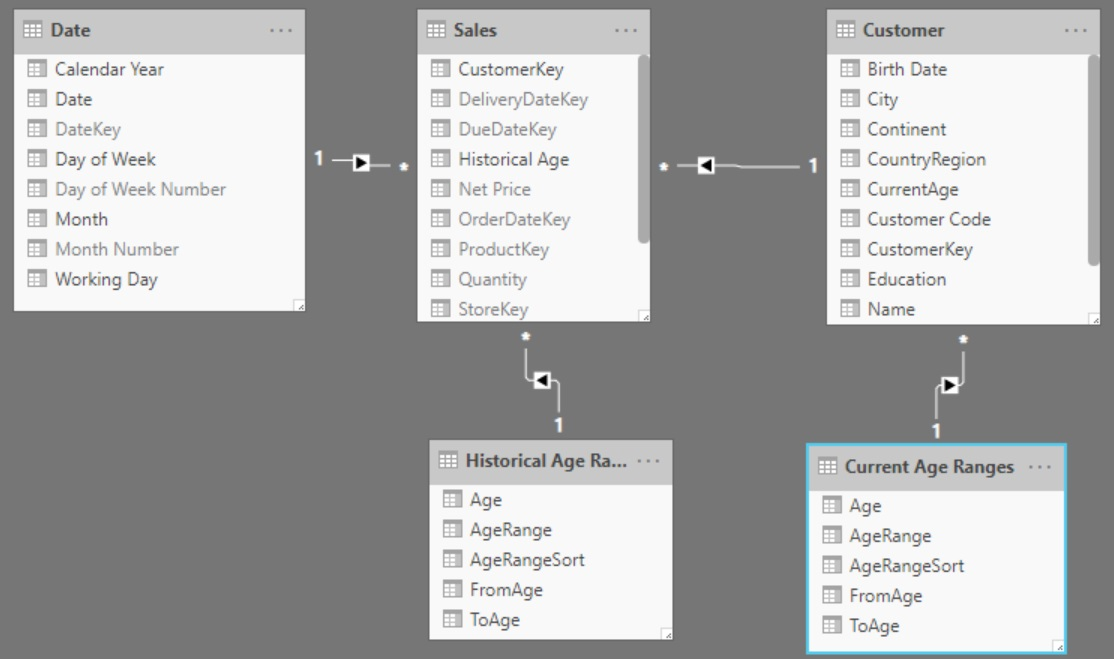 Date
Calendar Year
Date
DateKey
Day of Week
Day of Week Number
Month
Month Number
Working Day
1
*
Sales
CustomerKey
DeliveryDateKey
DueDateKey
Historical Age
Net Price
OrderDateKey
ProductKey
Quantity
StoreKey
*
1
Customer
Birth Date
City
Continent
CountryRegion
CurrentAge
Customer Code
CustomerKey
Education
Name
*
1
Historical Age Ra...
Age
AgeRange
AgeRangeSort
FromAge
ToAge
*
1
Current Age Ranges
Age
AgeRange
AgeRangeSort
FromAge
ToAge